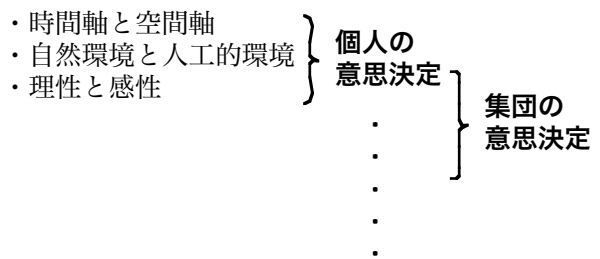 ・時間軸と空間軸
・自然環境と人工的環境
・理性と感性
個人の
意思決定
・
・
・
・
・
集団の
意思決定